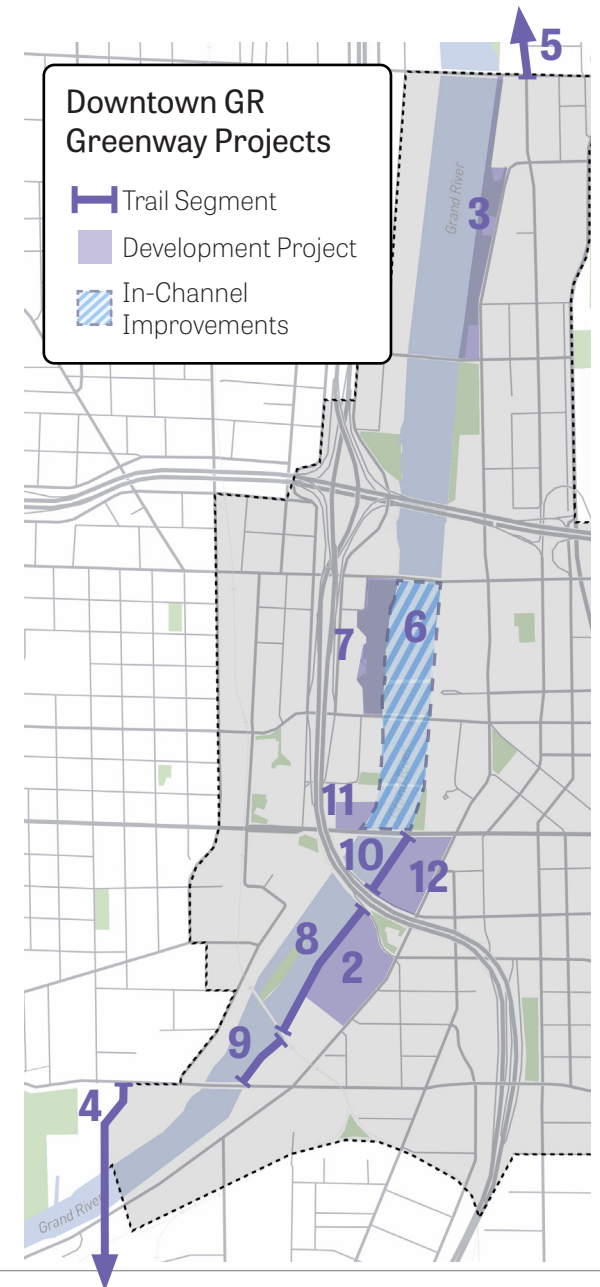 5
Downtown GR
Greenway Projects
Trail Segment
Development Project
In-Channel
Improvements
Grand River
3
6
7
11
10
12
8
2
9
4
Grand River